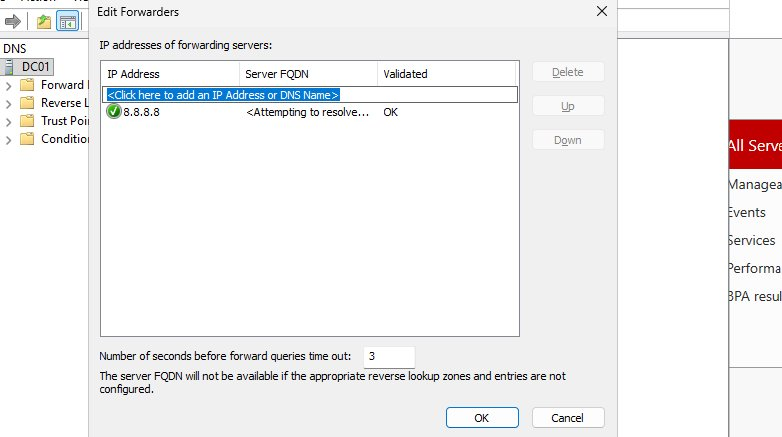 Edit Forwarders
DNS
DC01
Forward
Reverse L
Trust Poin
Condition
IP addresses of forwarding servers:
IP Address Server FQDN Validated
<Click here to add an IP Address or DNS Name>
8.8.8.8 <Attempting to resolve... OK
Delete
Up
Down
Number of seconds before forward queries time out: 3
The server FQDN will not be available if the appropriate reverse lookup zones and entries are not
configured.
OK Cancel
All Serve
Managea
Events
Services
Performa
BPA resul